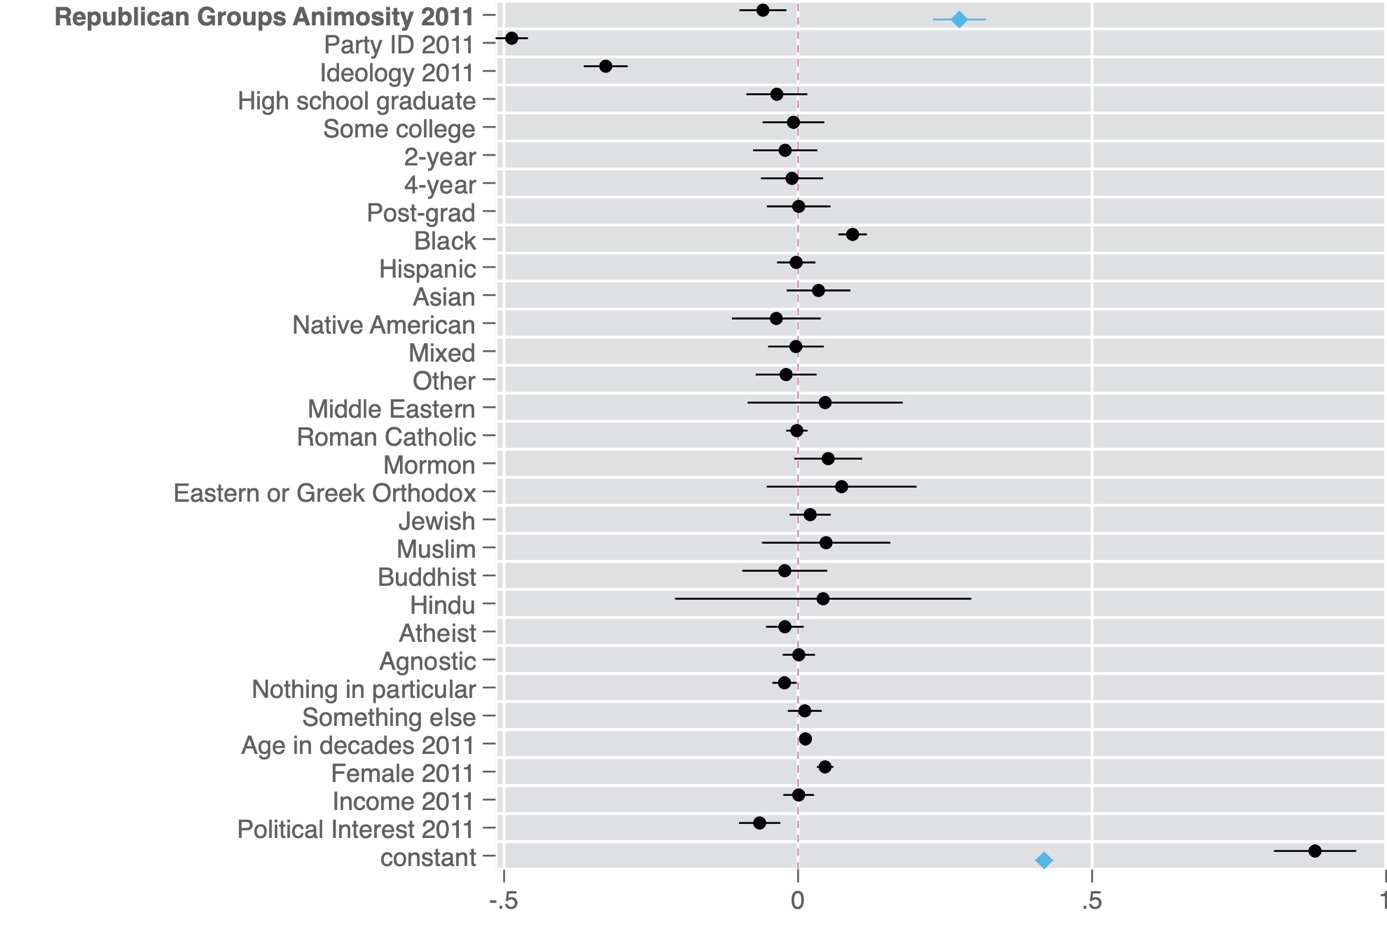 Republican Groups Animosity 2011
Party ID 2011
Ideology 2011
High school graduate
Some college
2-year
4-year
Post-grad
Black
Hispanic
Asian
Native American
Mixed
Other
Middle Eastern
Roman Catholic
Mormon
Eastern or Greek Orthodox
Jewish
Muslim
Buddhist
Hindu
Atheist
Agnostic
Nothing in particular
Something else
Age in decades 2011
Female 2011
Income 2011
Political Interest 2011
constant
-.5 0 .5 1